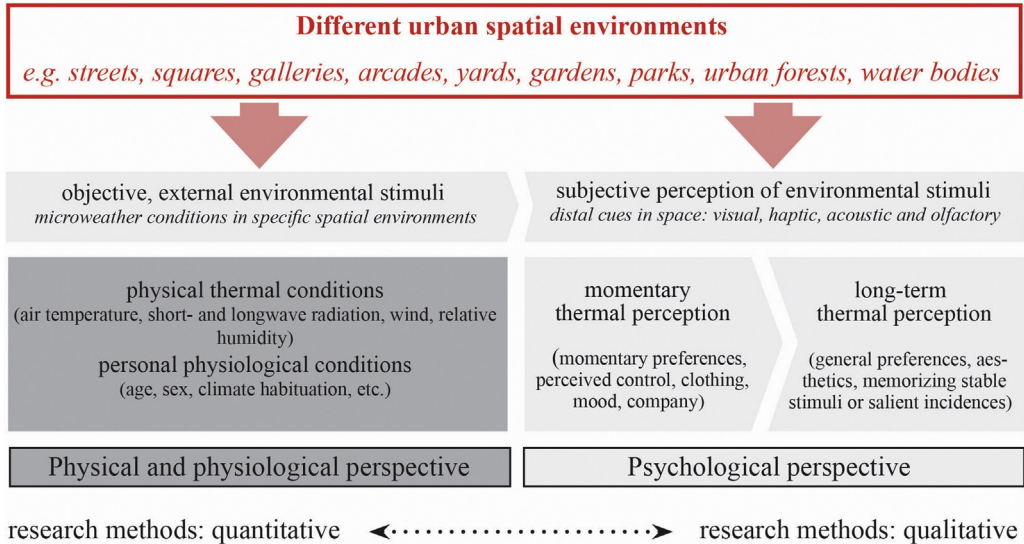 Different urban spatial environments
e.g. streets, squares, galleries, arcades, yards, gardens, parks, urban forests, water bodies
objective, external environmental stimuli
microweather conditions in specific spatial environments
subjective perception of environmental stimuli
distal cues in space: visual, haptic, acoustic and olfactory
physical thermal conditions
(air temperature, short- and longwave radiation, wind, relative
humidity)
personal physiological conditions
(age, sex, climate habituation, etc.)
momentary
thermal perception
(momentary preferences,
perceived control, clothing,
mood, company)
long-term
thermal perception
(general preferences, aes-
thetics, memorizing stable
stimuli or salient incidences)
Physical and physiological perspective
Psychological perspective
research methods: quantitative
research methods: qualitative